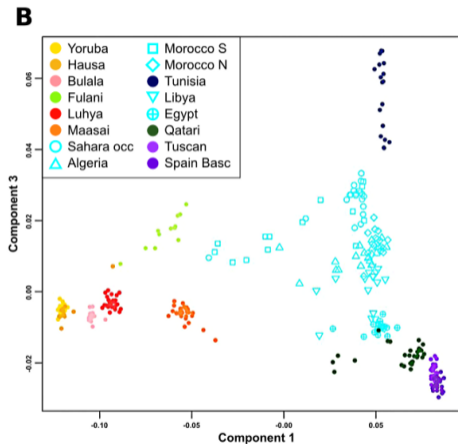 B
Yoruba
Hausa
Bulala
Fulani
Luhya
Maasai
Sahara occ
Algeria
Morocco S
Morocco N
Tunisia
Libya
Egypt
Qatari
Tuscan
Spain Basc
Component 3
0.06
0.04
0.02
0.00
-0.02
-0.10
-0.05
-0.00
0.05
Component 1